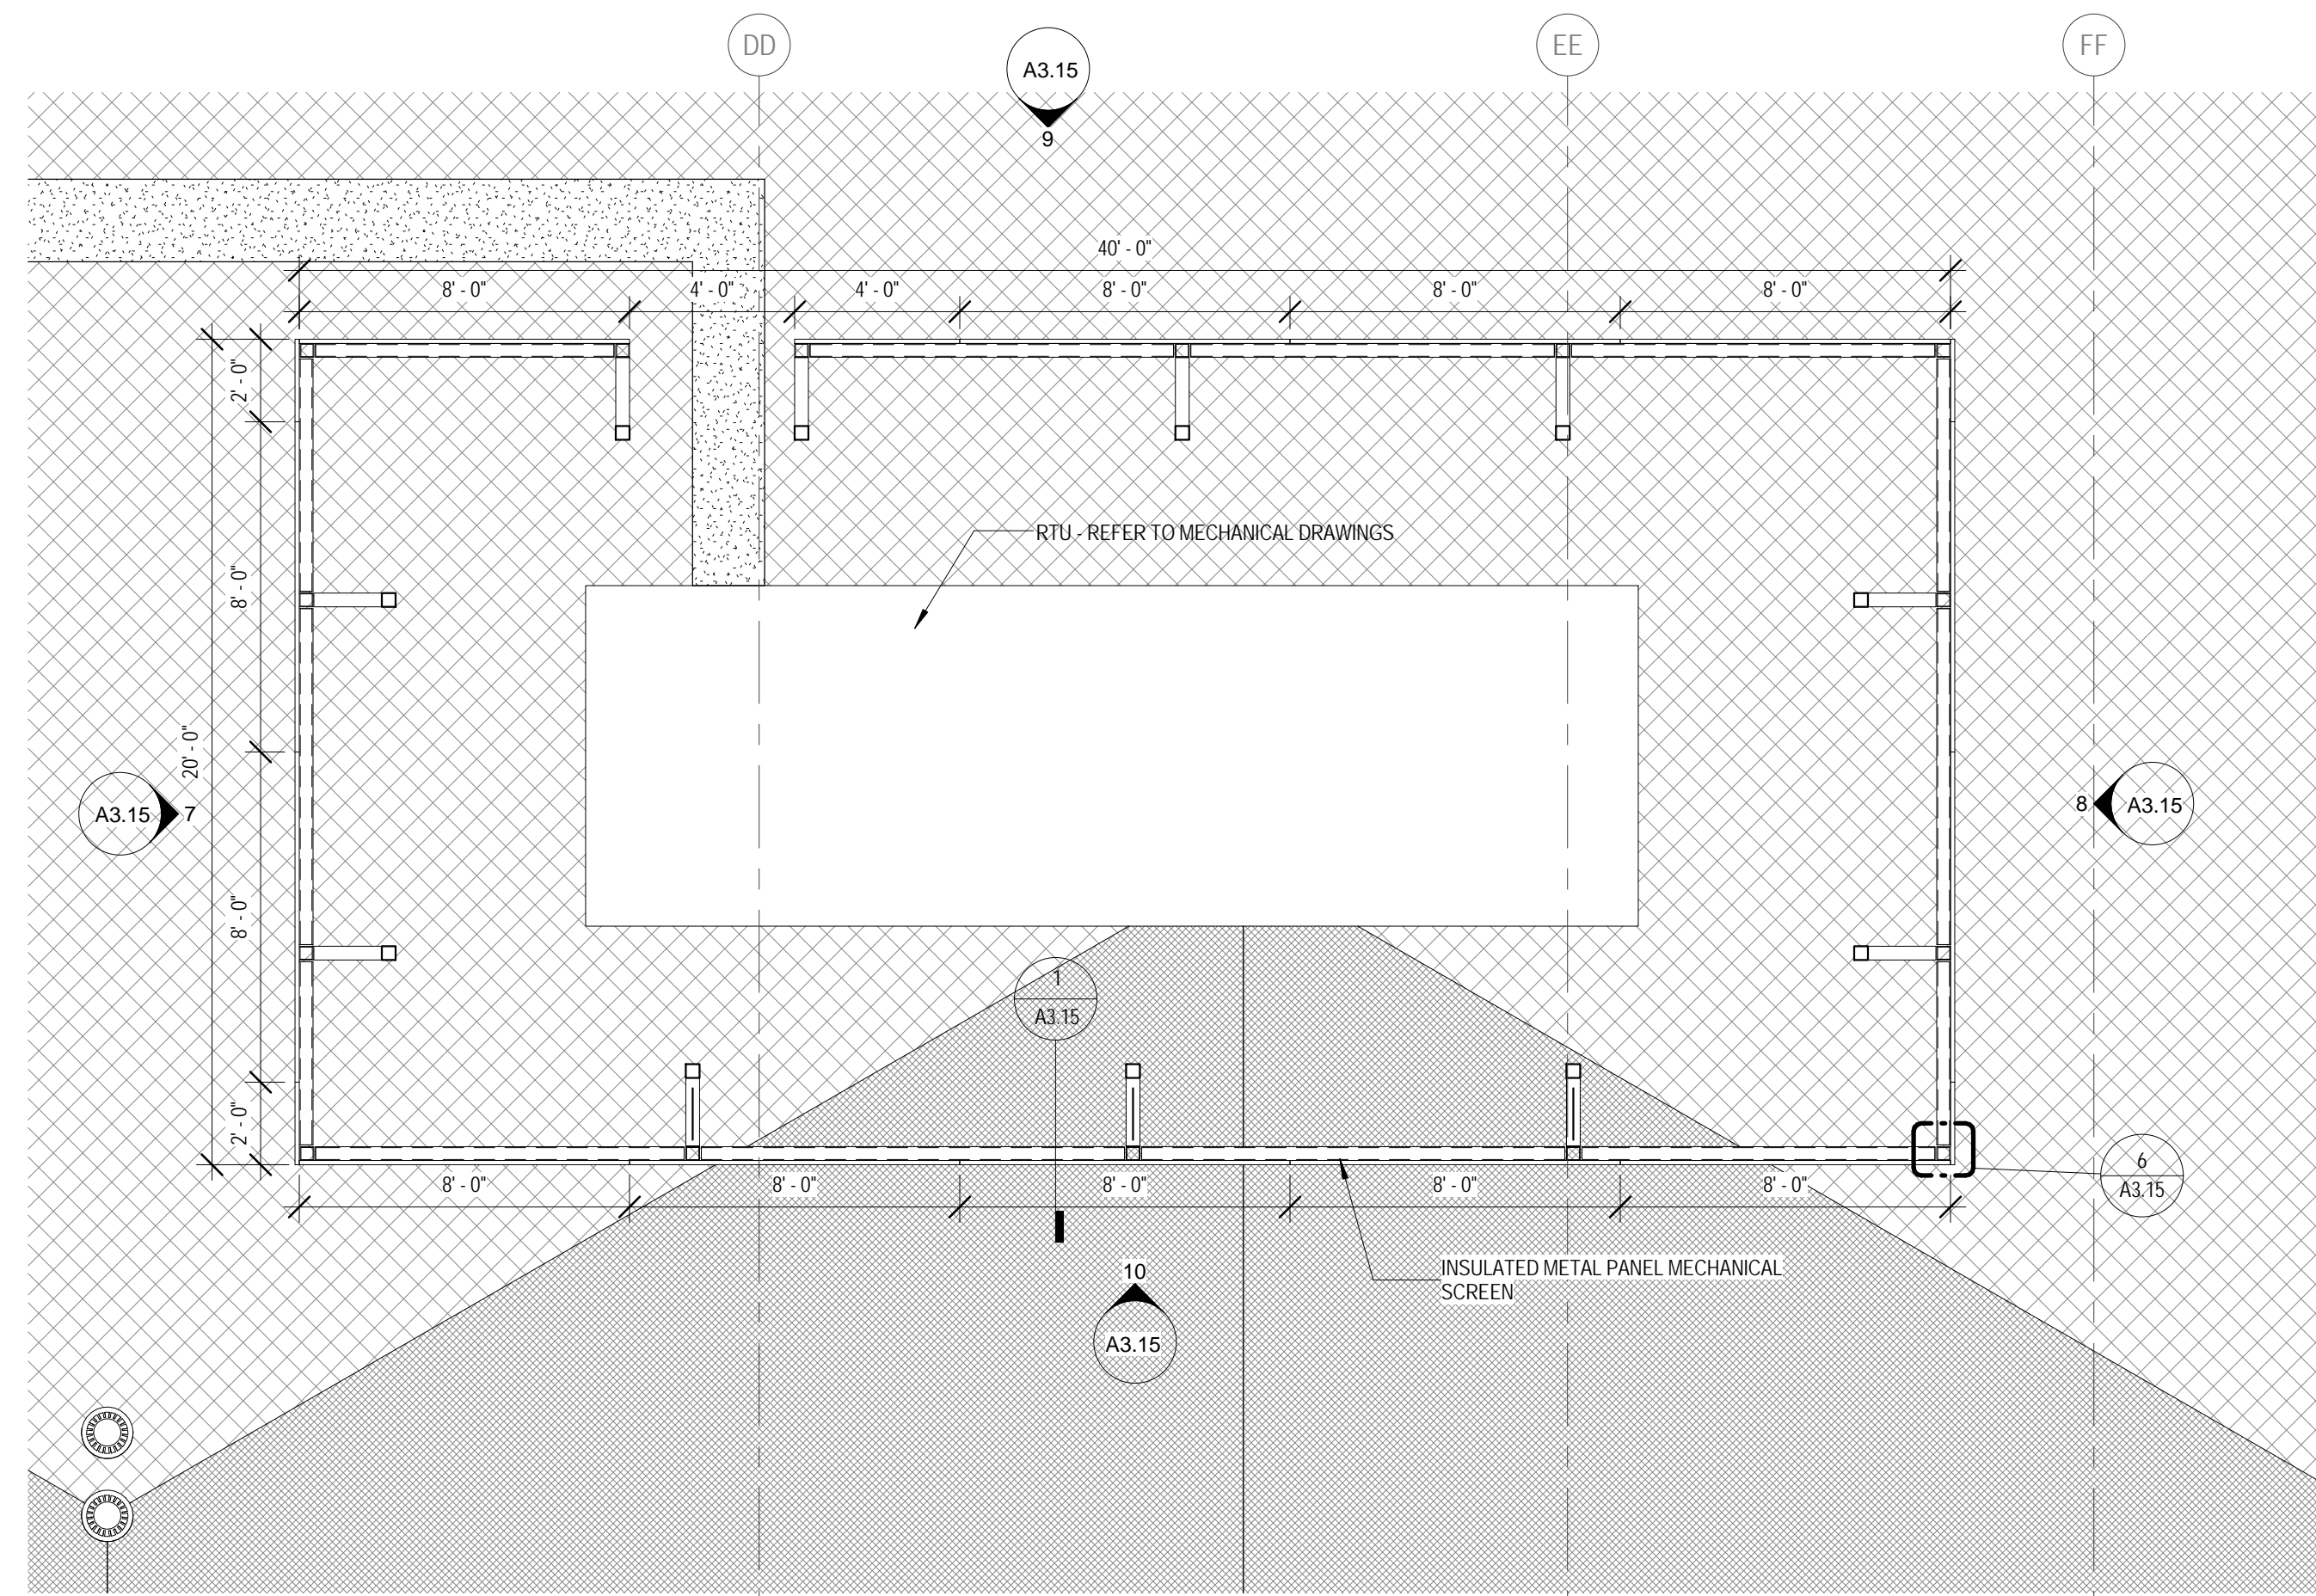 DD
EE
FF
A3.15
9
40' - 0"
8' - 0"
4' - 0"
4' - 0"
8' - 0"
8' - 0"
8' - 0"
2' - 0"
8' - 0"
20' - 0"
8' - 0"
2' - 0"
RTU - REFER TO MECHANICAL DRAWINGS
A3.15
7
8
A3.15
1
A3.15
8' - 0"
8' - 0"
8' - 0"
8' - 0"
8' - 0"
6
A3.15
INSULATED METAL PANEL MECHANICAL
SCREEN
10
A3.15